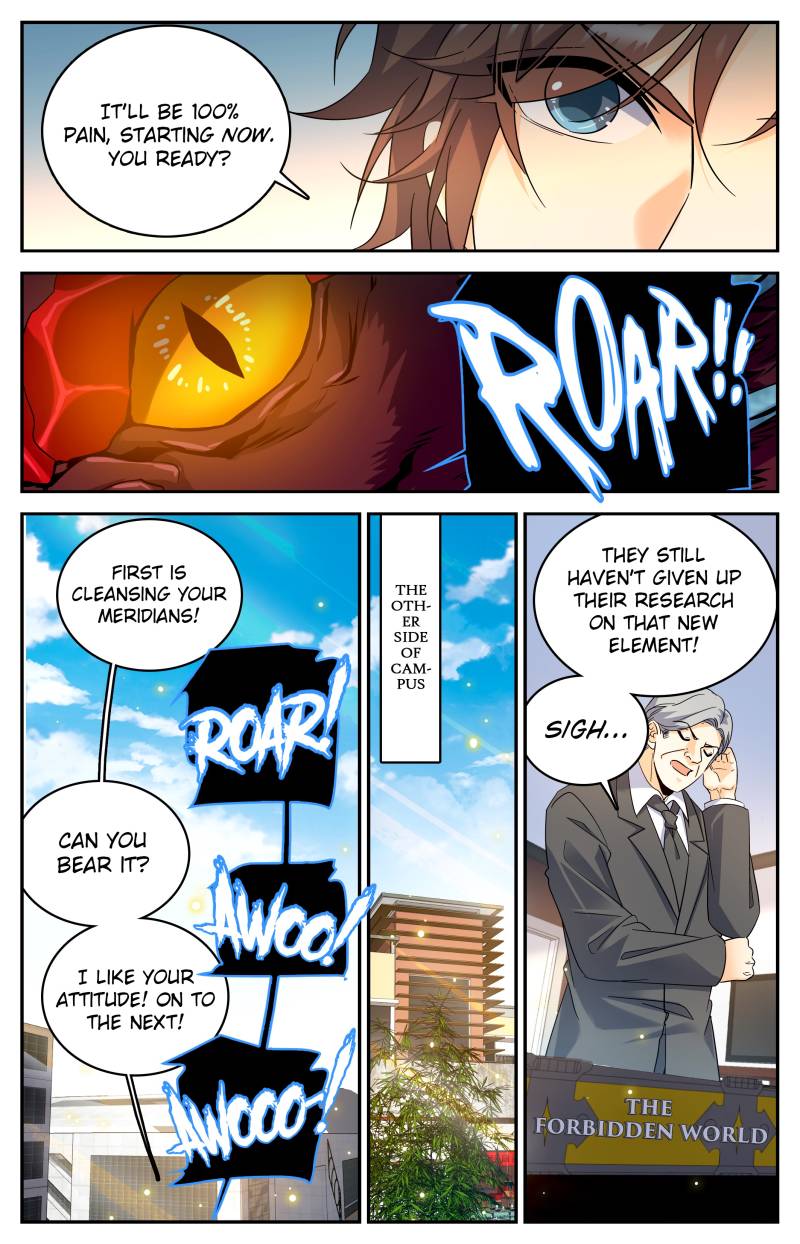 IT'LL BE 100%
PAIN, STARTING NOW.
YOU READY?
ROAR!!
FIRST IS
CLEANSING YOUR
MERIDIANS!
ROAR!
CAN YOU
BEAR IT?
AWOO!
I LIKE YOUR
ATTITUDE! ON TO
THE NEXT!
AWOOO-!
THE
OTH-
ER
SIDE
OF
CAM-
PUS
THEY STILL
HAVEN'T GIVEN UP
THEIR RESEARCH
ON THAT NEW
ELEMENT!
SIGH...
THE
FORBIDDEN WORLD